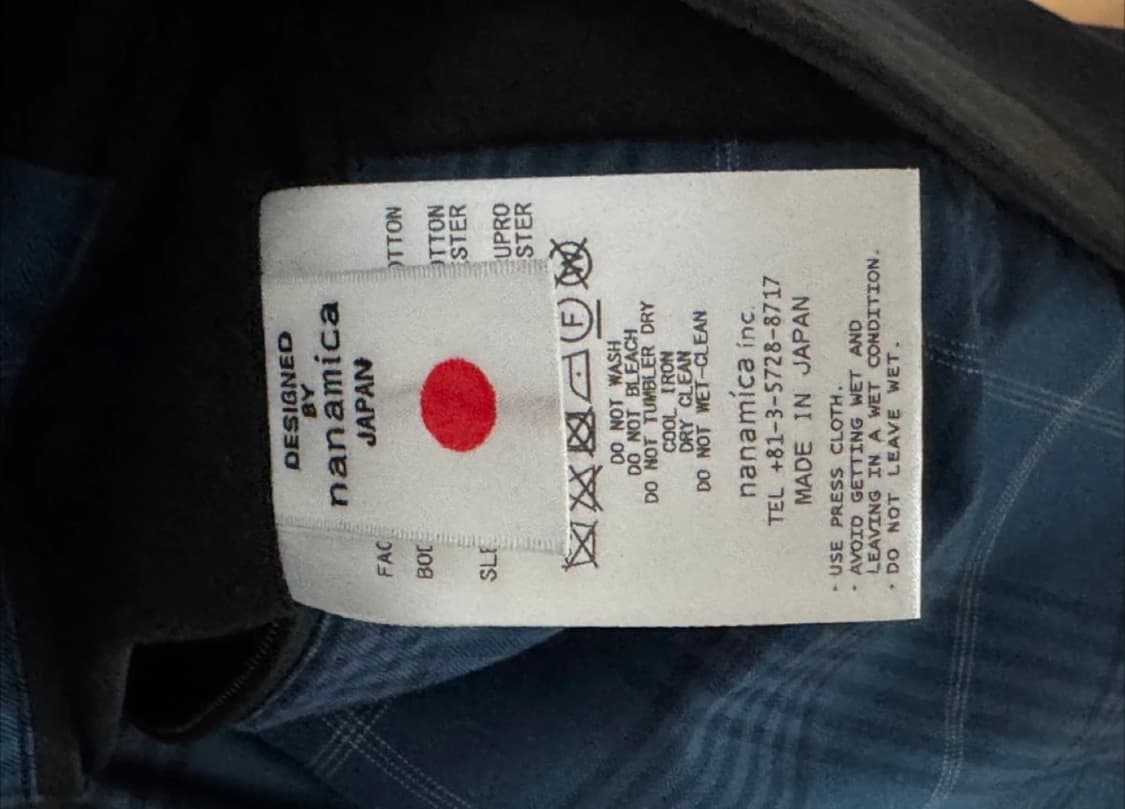 DESIGNED
BY
nanamica
JAPAN
DO NOT WASH
DO NOT BLEACH
DO NOT TUMBLER DRY
COOL IRON
DRY CLEAN
DO NOT WET-CLEAN
nanamica inc.
TEL +81-3-5728-8717
MADE IN JAPAN
· USE PRESS CLOTH.
· AVOID GETTING WET AND
LEAVING IN A WET CONDITION.
· DO NOT LEAVE WET.